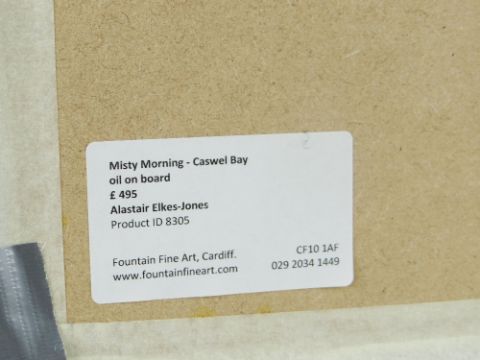 Misty Morning - Caswel Bay
oil on board
£ 495
Alastair Elkes-Jones
Product ID 8305
Fountain Fine Art, Cardiff.
www.fountainfineart.com
CF10 1AF
029 2034 1449